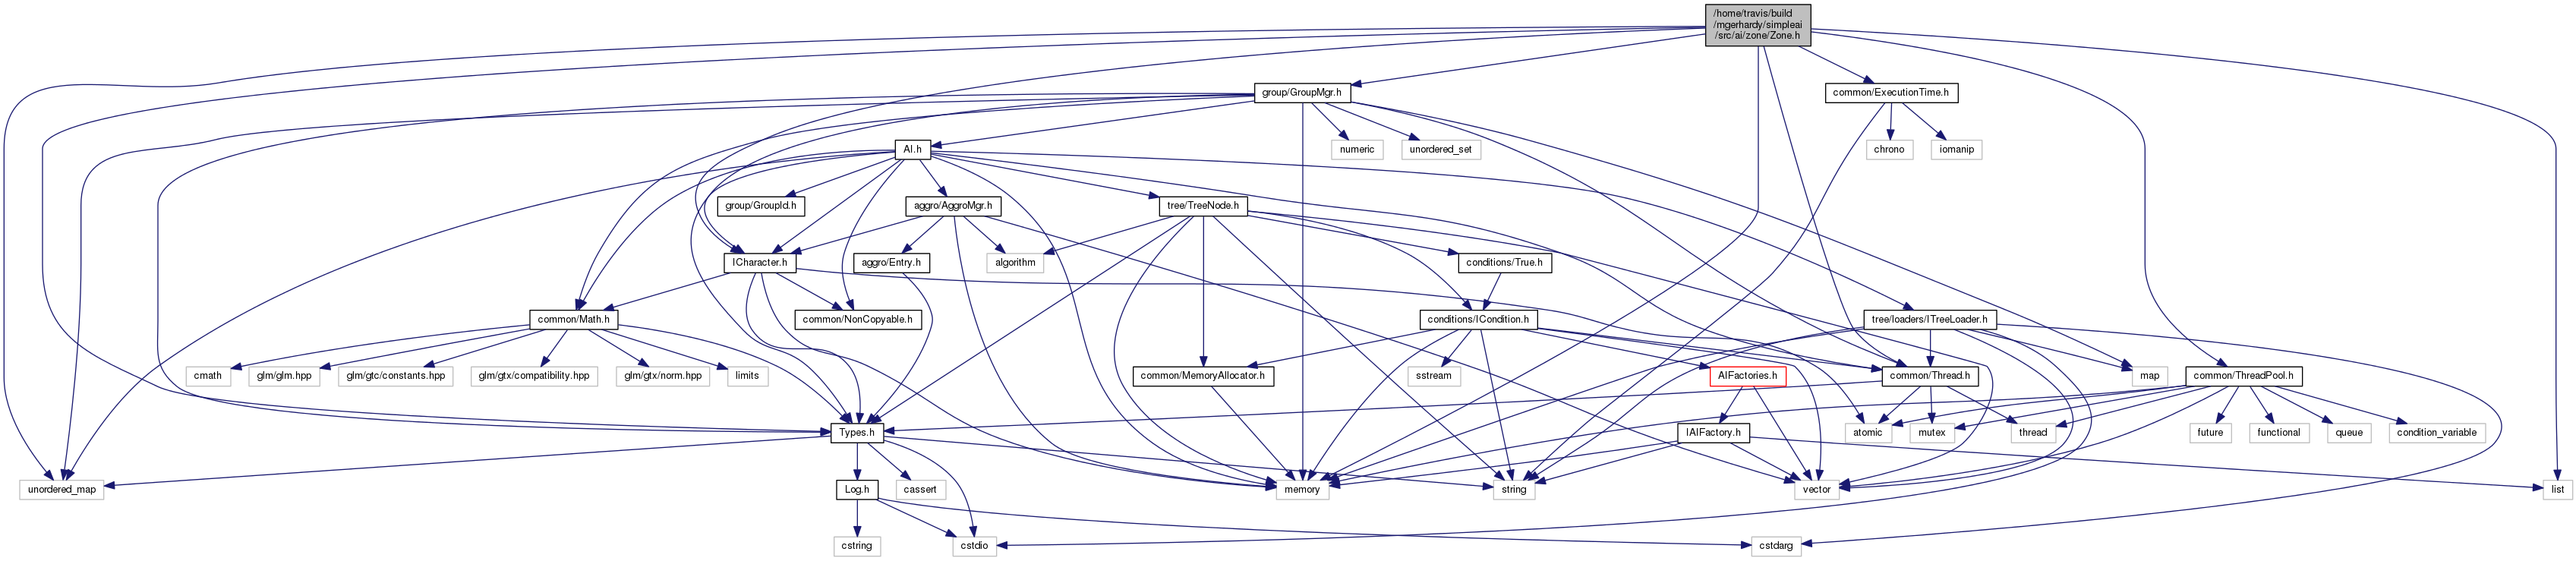 /home/travis/build
/mgerhardy/simpleai
/src/ai/zone/Zone.h
group/GroupMgr.h
common/ExecutionTime.h
AI.h
numeric
unordered_set
chrono
iomanip
group/GroupId.h
aggro/AggroMgr.h
tree/TreeNode.h
ICharacter.h
aggro/Entry.h
algorithm
conditions/True.h
common/Math.h
common/NonCopyable.h
conditions/ICondition.h
tree/loaders/ITreeLoader.h
cmath
glm/glm.hpp
glm/gtc/constants.hpp
glm/gtx/compatibility.hpp
glm/gtx/norm.hpp
limits
common/MemoryAllocator.h
sstream
AIFactories.h
common/Thread.h
map
common/ThreadPool.h
Types.h
IAIFactory.h
atomic
mutex
thread
future
functional
queue
condition_variable
unordered_map
Log.h
cassert
memory
string
vector
list
cstring
cstdio
cstdarg